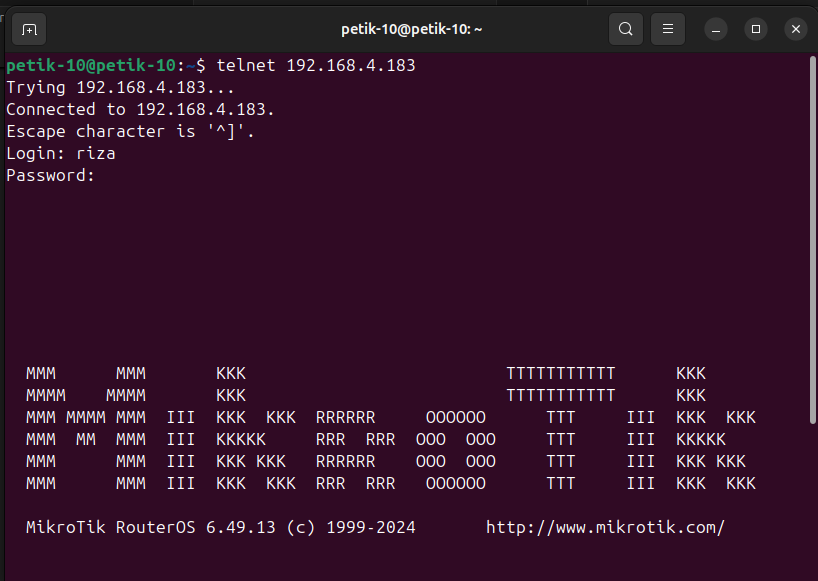 petik-10@petik-10: ~
petik-10@petik-10:~$ telnet 192.168.4.183
Trying 192.168.4.183...
Connected to 192.168.4.183.
Escape character is '^]'.
Login: riza
Password:
  MMM      MMM       KKK                          TTTTTTTTTTT      KKK
  MMMM    MMMM       KKK                          TTTTTTTTTTT      KKK
  MMM MMMM MMM  III  KKK  KKK  RRRRRR     OOOOOO      TTT     III  KKK  KKK
  MMM  MM  MMM  III  KKKKK     RRR  RRR  OOO  OOO     TTT     III  KKKKK
  MMM      MMM  III  KKK KKK   RRRRRR    OOO  OOO     TTT     III  KKK KKK
  MMM      MMM  III  KKK  KKK  RRR  RRR   OOOOOO      TTT     III  KKK  KKK
  MikroTik RouterOS 6.49.13 (c) 1999-2024       http://www.mikrotik.com/